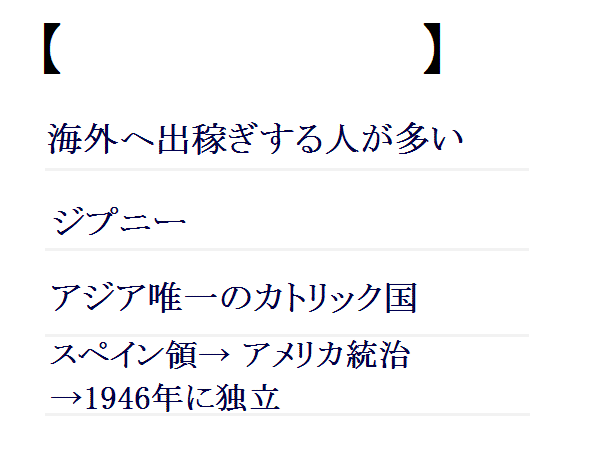 【 】
海外へ出稼ぎする人が多い
ジプニー
アジア唯一のカトリック国
スペイン領→ アメリカ統治
→1946年に独立